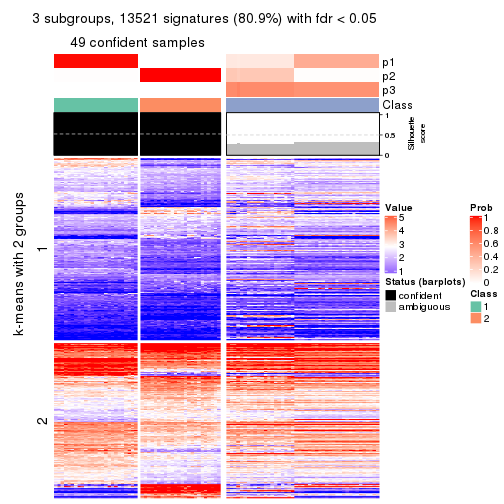 3 subgroups, 13521 signatures (80.9%) with fdr < 0.05
49 confident samples
p1
p2
p3
Class
1
0.5
0
Silhouette
score
k-means with 2 groups
1
2
Value
5
4
3
2
1
Prob
1
0.8
0.6
0.4
0.2
0
Status (barplots)
confident
ambiguous
Class
1
2